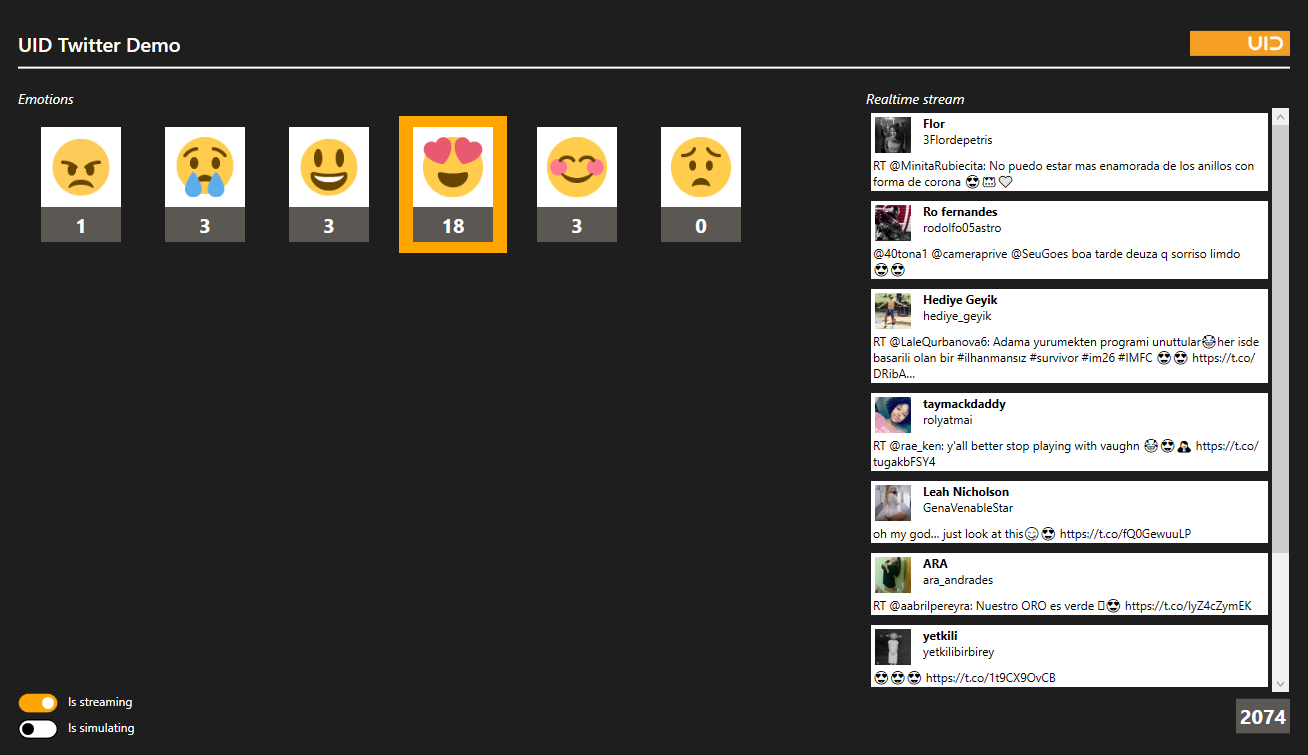 UID Twitter Demo
UID
Emotions
1
3
3
18
3
0
Realtime stream
Flor
3Flordepetris
RT @MinitaRubiecita: No puedo estar mas enamorada de los anillos con
forma de corona 😍
Ro fernandes
rodolfo05astro
@40tona1 @cameraprive @SeuGoes boa tarde deuza q sorriso limdo
😍😍
Hediye Geyik
hediye_geyik
RT @LaleQurbanova6: Adama yurumekten programi unuttular😂her isde
basarili olan bir #ilhanmansız #survivor #im26 #IMFC 😍😍 https://t.co/
DRibA…
taymackdaddy
rolyatmai
RT @rae_ken: y'all better stop playing with vaughn 😂😍 https://t.co/
tugakbFSY4
Leah Nicholson
GenaVenableStar
oh my god... just look at this😋😍 https://t.co/fQ0GewuuLP
ARA
ara_andrades
RT @aabrilpereyra: Nuestro ORO es verde 😍 https://t.co/lyZ4cZymEK
yetkili
yetkilibirbirey
😍😍😍 https://t.co/1t9CX9OvCB
Is streaming
Is simulating
2074